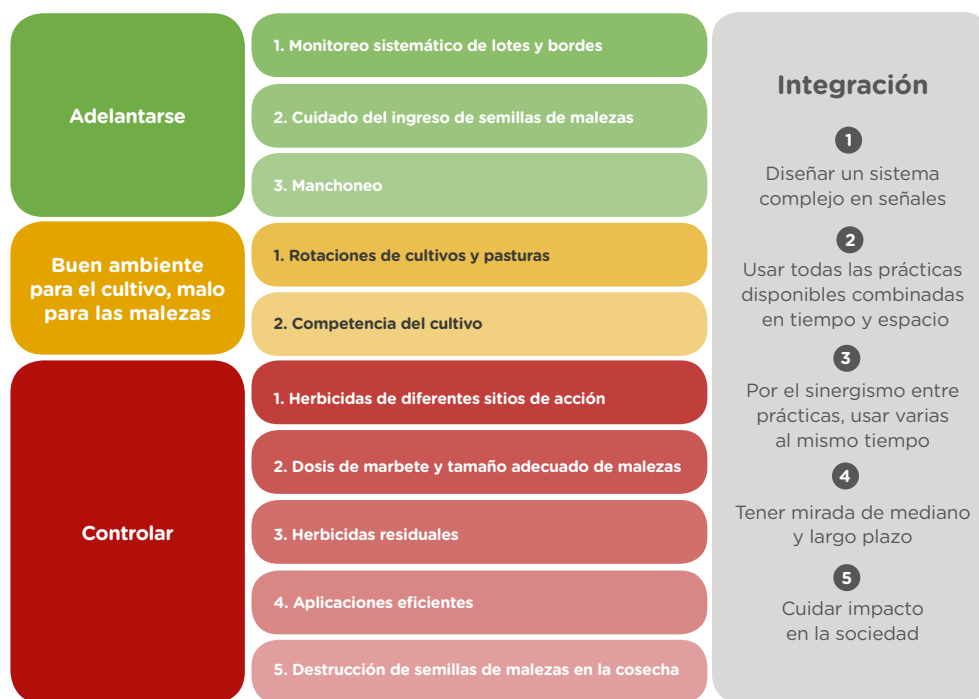 Adelantarse
1. Monitoreo sistemático de lotes y bordes
2. Cuidado del ingreso de semillas de malezas
3. Manchoneo
Buen ambiente
para el cultivo, malo
para las malezas
1. Rotaciones de cultivos y pasturas
2. Competencia del cultivo
Controlar
1. Herbicidas de diferentes sitios de acción
2. Dosis de marbete y tamaño adecuado de malezas
3. Herbicidas residuales
4. Aplicaciones eficientes
5. Destrucción de semillas de malezas en la cosecha
Integración
1
Diseñar un sistema
complejo en señales
2
Usar todas las prácticas
disponibles combinadas
en tiempo y espacio
3
Por el sinergismo entre
prácticas, usar varias
al mismo tiempo
4
Tener mirada de mediano
y largo plazo
5
Cuidar impacto
en la sociedad